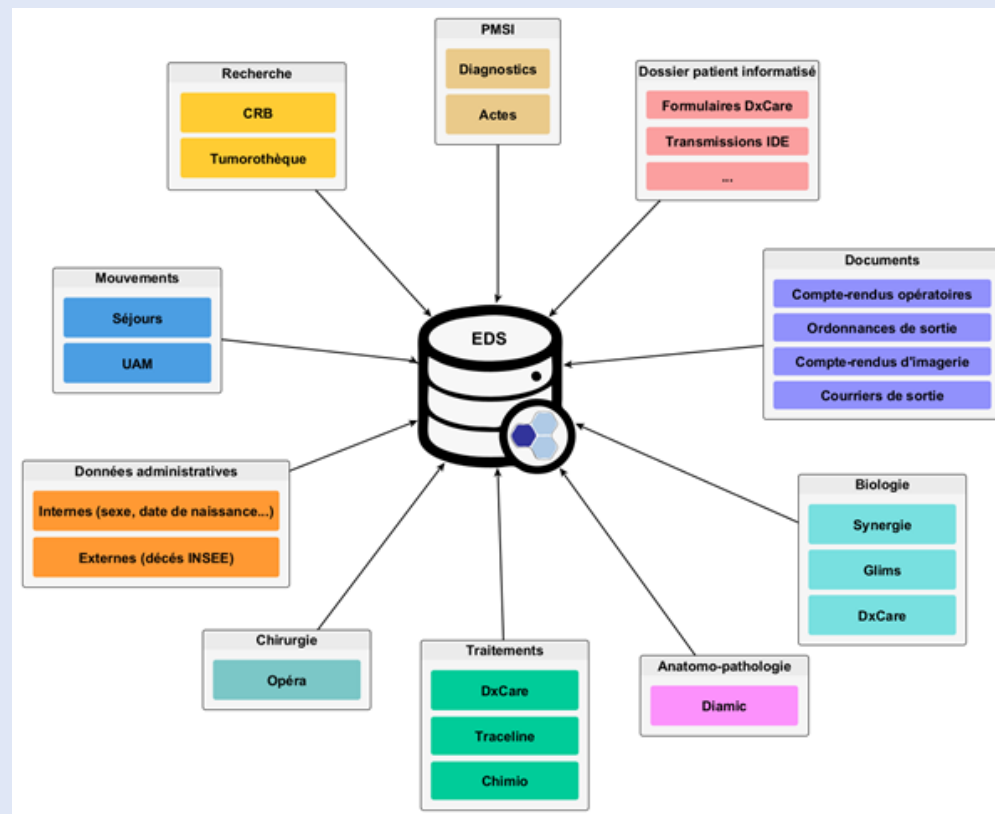 PMSI
Diagnostics
Actes
Recherche
CRB
Tumorothèque
Dossier patient informatisé
Formulaires DxCare
Transmissions IDE
...
Mouvements
Séjours
UAM
EDS
Documents
Compte-rendus opératoires
Ordonnances de sortie
Compte-rendus d'imagerie
Courriers de sortie
Données administratives
Internes (sexe, date de naissance...)
Externes (décés INSEE)
Biologie
Synergie
Glims
DxCare
Chirurgie
Opéra
Traitements
DxCare
Traceline
Chimio
Anatomo-pathologie
Diamic